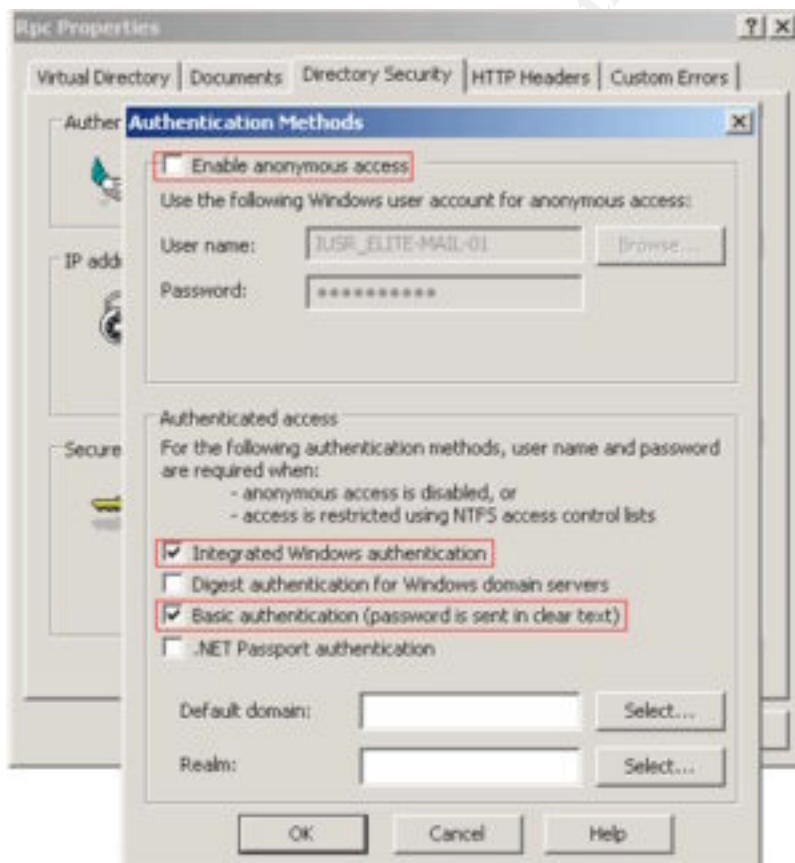 Rpc Properties
Virtual Directory Documents Directory Security HTTP Headers Custom Errors
Authentication Methods
Enable anonymous access
Use the following Windows user account for anonymous access:
User name: IUSR_ELITE-MAIL-01 Browse...
Password: **********
IP add
Authenticated access
Secure
For the following authentication methods, user name and password
are required when:
- anonymous access is disabled, or
- access is restricted using NTFS access control lists
Integrated Windows authentication
Digest authentication for Windows domain servers
Basic authentication (password is sent in clear text)
.NET Passport authentication
Default domain: Select...
Realm: Select...
OK Cancel Help